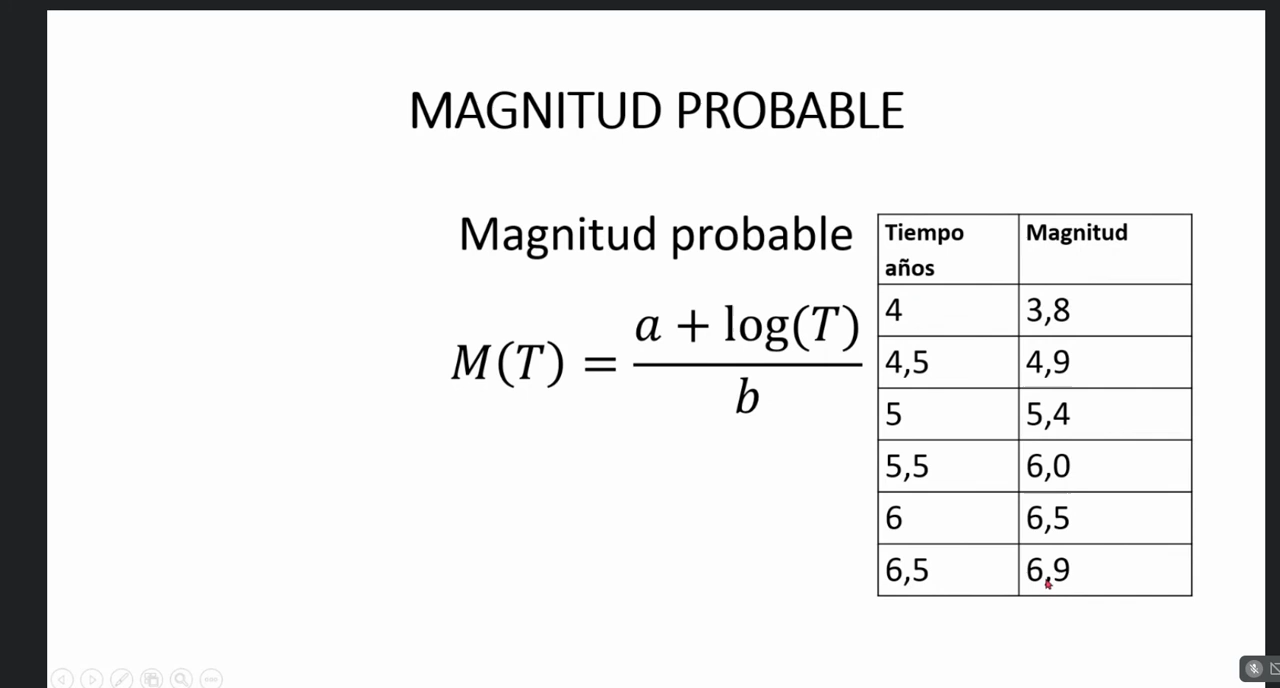 MAGNITUD PROBABLE
Magnitud probable
M(T) = \frac{a + \log(T)}{b}
Tiempo años Magnitud
4 3,8
4,5 4,9
5 5,4
5,5 6,0
6 6,5
6,5 6,9